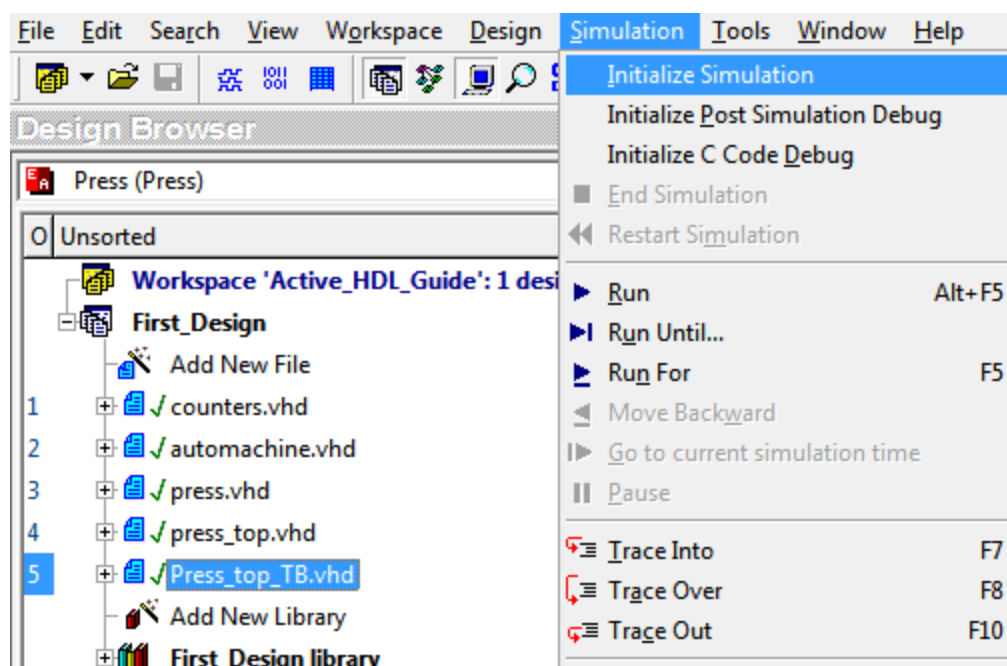 File Edit Search View Workspace Design Simulation Tools Window Help
Initialize Simulation
Initialize Post Simulation Debug
Initialize C Code Debug
End Simulation
Restart Simulation
Run Alt+F5
Run Until...
Run For F5
Move Backward
Go to current simulation time
Pause
Trace Into F7
Trace Over F8
Trace Out F10
Design Browser
Press (Press)
O Unsorted
Workspace 'Active_HDL_Guide': 1 desi
First_Design
Add New File
1 counters.vhd
2 automachine.vhd
3 press.vhd
4 press_top.vhd
5 Press_top_TB.vhd
Add New Library
First_Design library